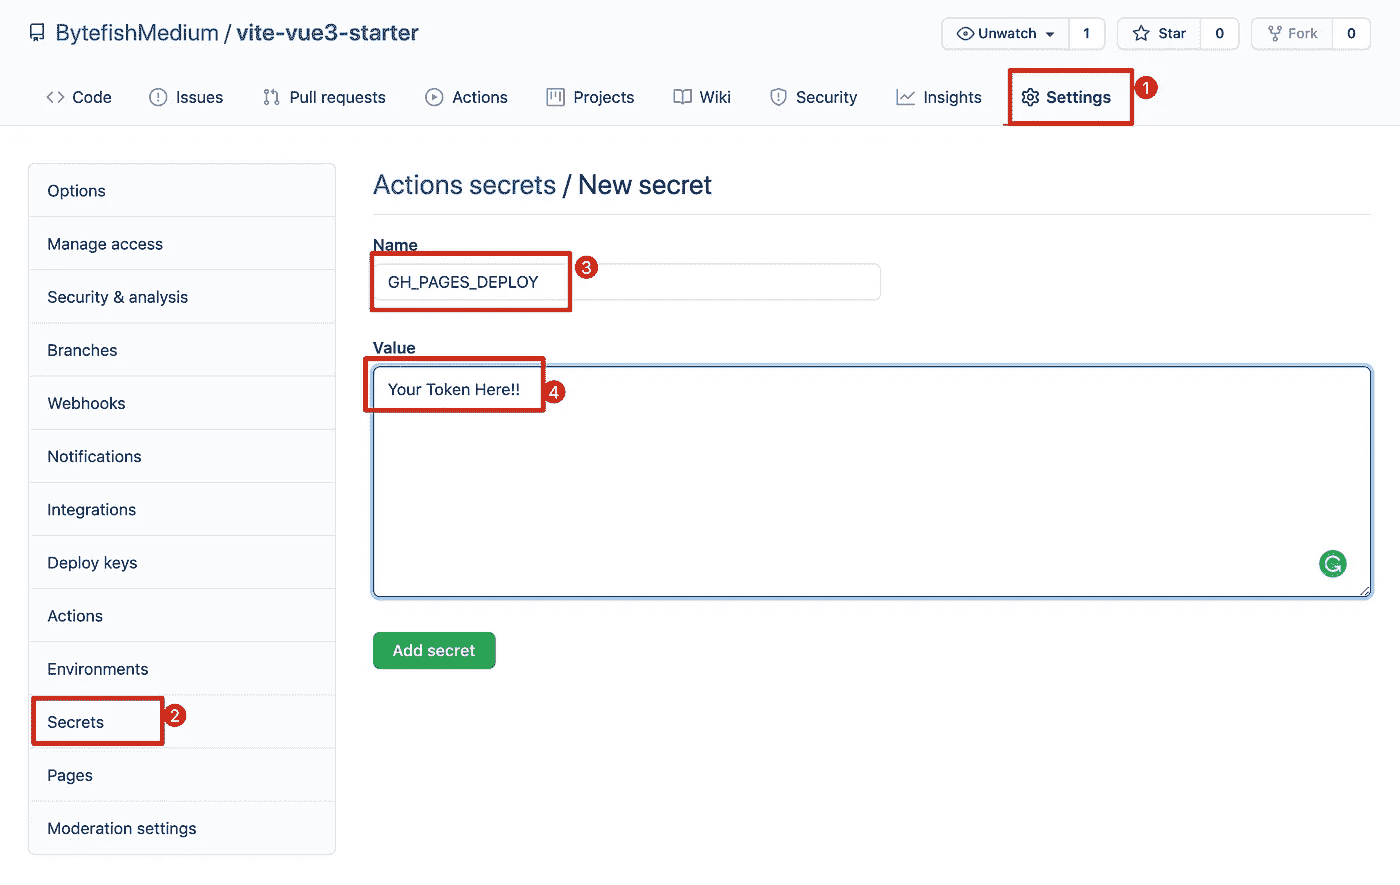 BytefishMedium / vite-vue3-starter
Unwatch 1 Star 0 Fork 0
Code Issues Pull requests Actions Projects Wiki Security Insights Settings 1
Options
Manage access
Security & analysis
Branches
Webhooks
Notifications
Integrations
Deploy keys
Actions
Environments
Secrets 2
Pages
Moderation settings
Actions secrets / New secret
Name
GH_PAGES_DEPLOY 3
Value
Your Token Here!! 4
Add secret